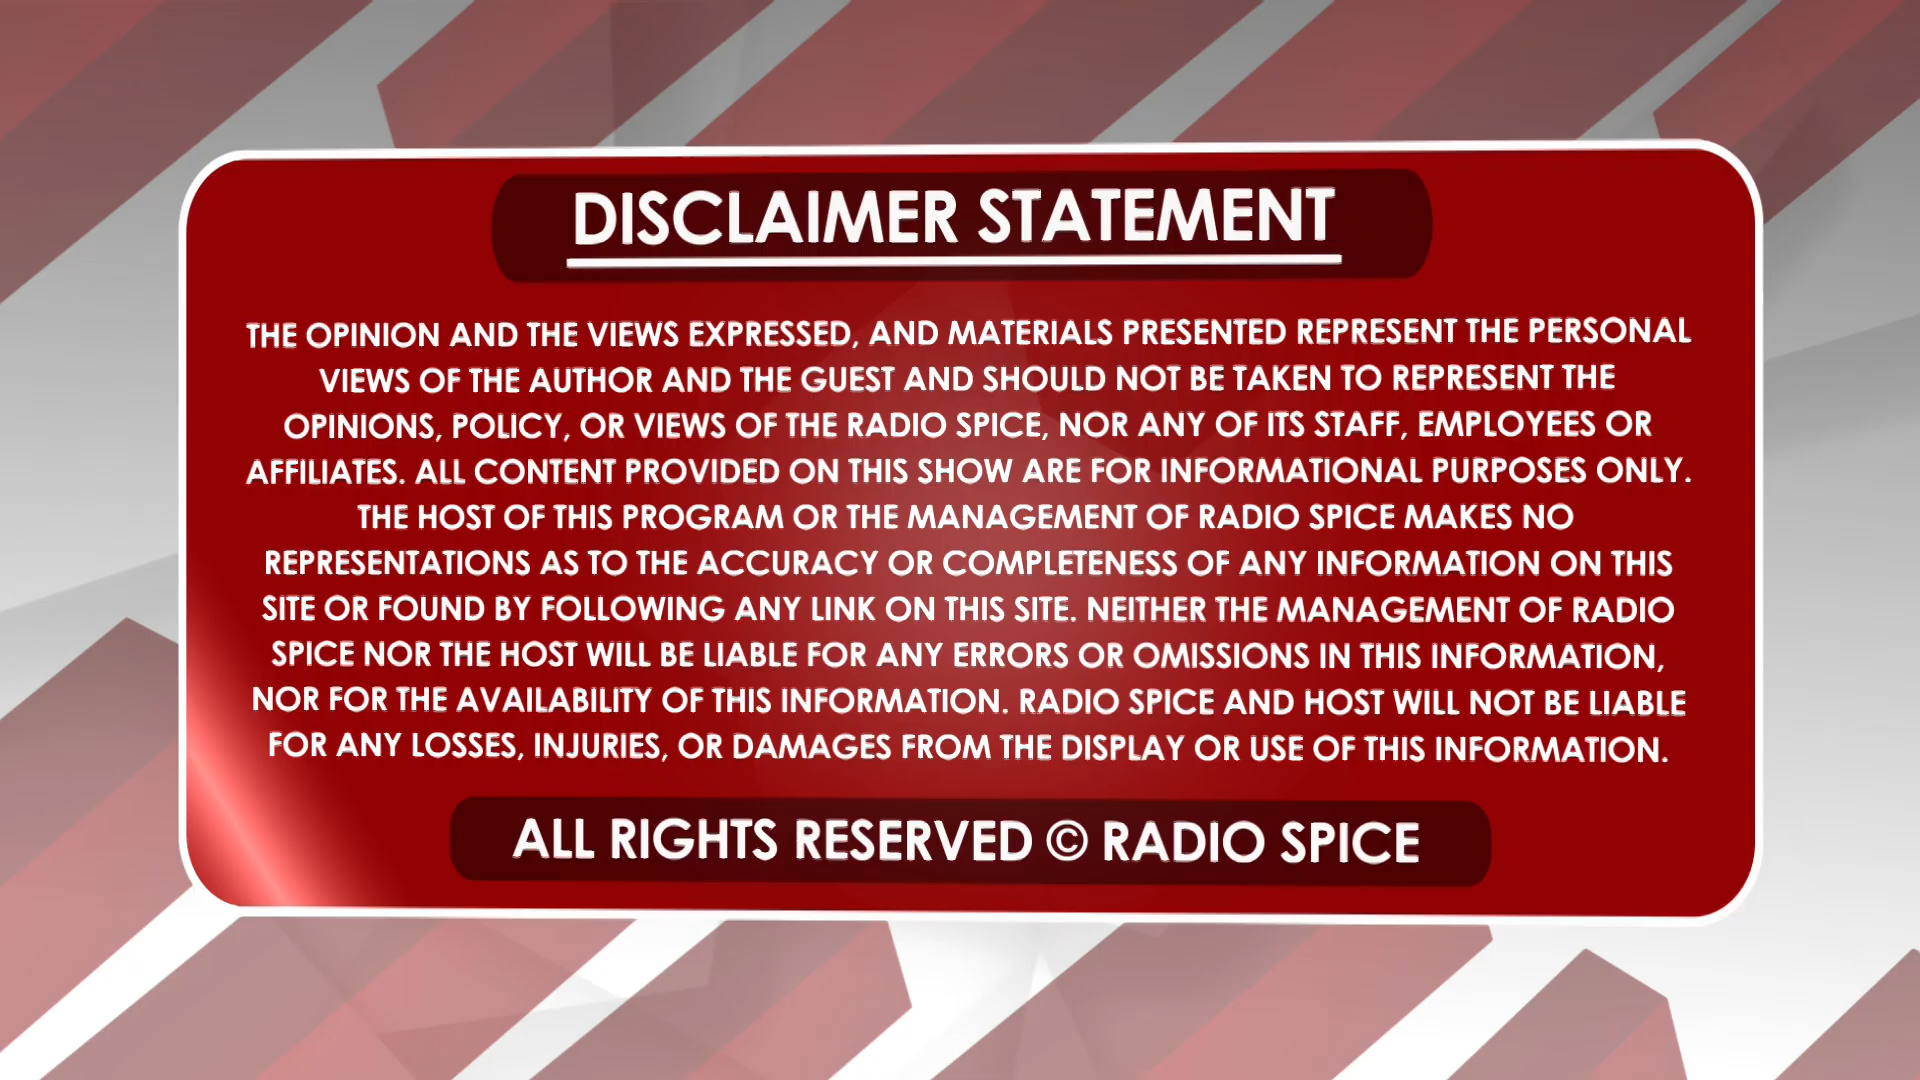 DISCLAIMER STATEMENT
THE OPINION AND THE VIEWS EXPRESSED, AND MATERIALS PRESENTED REPRESENT THE PERSONAL
VIEWS OF THE AUTHOR AND THE GUEST AND SHOULD NOT BE TAKEN TO REPRESENT THE
OPINIONS, POLICY, OR VIEWS OF THE RADIO SPICE, NOR ANY OF ITS STAFF, EMPLOYEES OR
AFFILIATES. ALL CONTENT PROVIDED ON THIS SHOW ARE FOR INFORMATIONAL PURPOSES ONLY.
THE HOST OF THIS PROGRAM OR THE MANAGEMENT OF RADIO SPICE MAKES NO
REPRESENTATIONS AS TO THE ACCURACY OR COMPLETENESS OF ANY INFORMATION ON THIS
SITE OR FOUND BY FOLLOWING ANY LINK ON THIS SITE. NEITHER THE MANAGEMENT OF RADIO
SPICE NOR THE HOST WILL BE LIABLE FOR ANY ERRORS OR OMISSIONS IN THIS INFORMATION,
NOR FOR THE AVAILABILITY OF THIS INFORMATION. RADIO SPICE AND HOST WILL NOT BE LIABLE
FOR ANY LOSSES, INJURIES, OR DAMAGES FROM THE DISPLAY OR USE OF THIS INFORMATION.
ALL RIGHTS RESERVED © RADIO SPICE